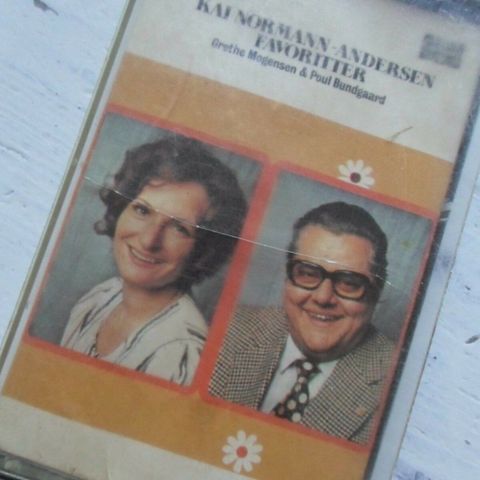 KAI NORMANN-ANDERSEN
FAVORITTER
Grethe Mogensen & Poul Bundgaard